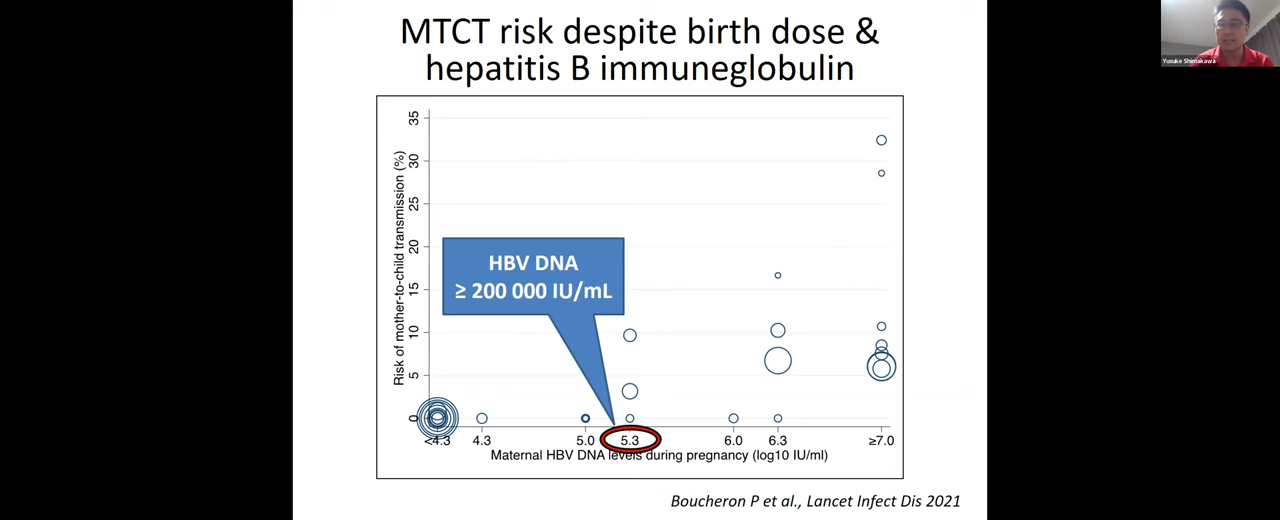 MTCT risk despite birth dose &
hepatitis B immuneglobulin
Yusuke Shimakawa
Risk of mother-to-child transmission (%)
35
30
25
20
15
10
5
0
HBV DNA
≥ 200 000 IU/mL
<4.3 4.3 5.0 5.3 6.0 6.3 ≥7.0
Maternal HBV DNA levels during pregnancy (log10 IU/ml)
Boucheron P et al., Lancet Infect Dis 2021